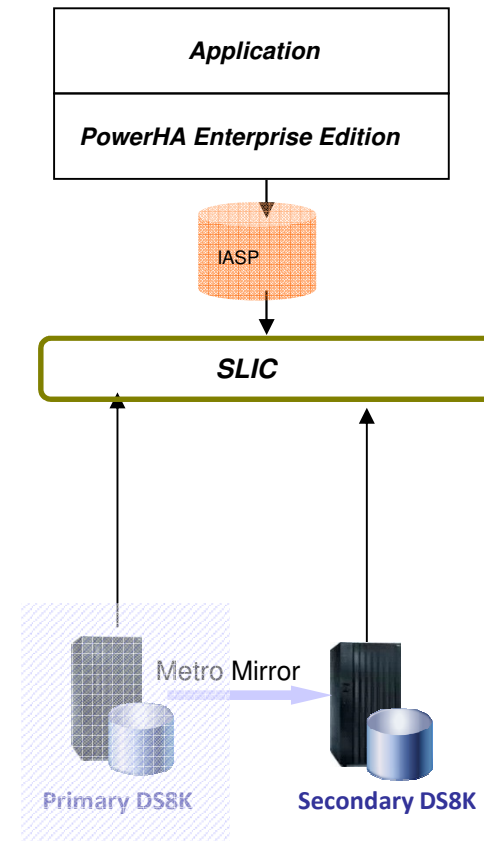 Application
PowerHA Enterprise Edition
IASP
SLIC
Metro Mirror
Primary DS8K
Secondary DS8K